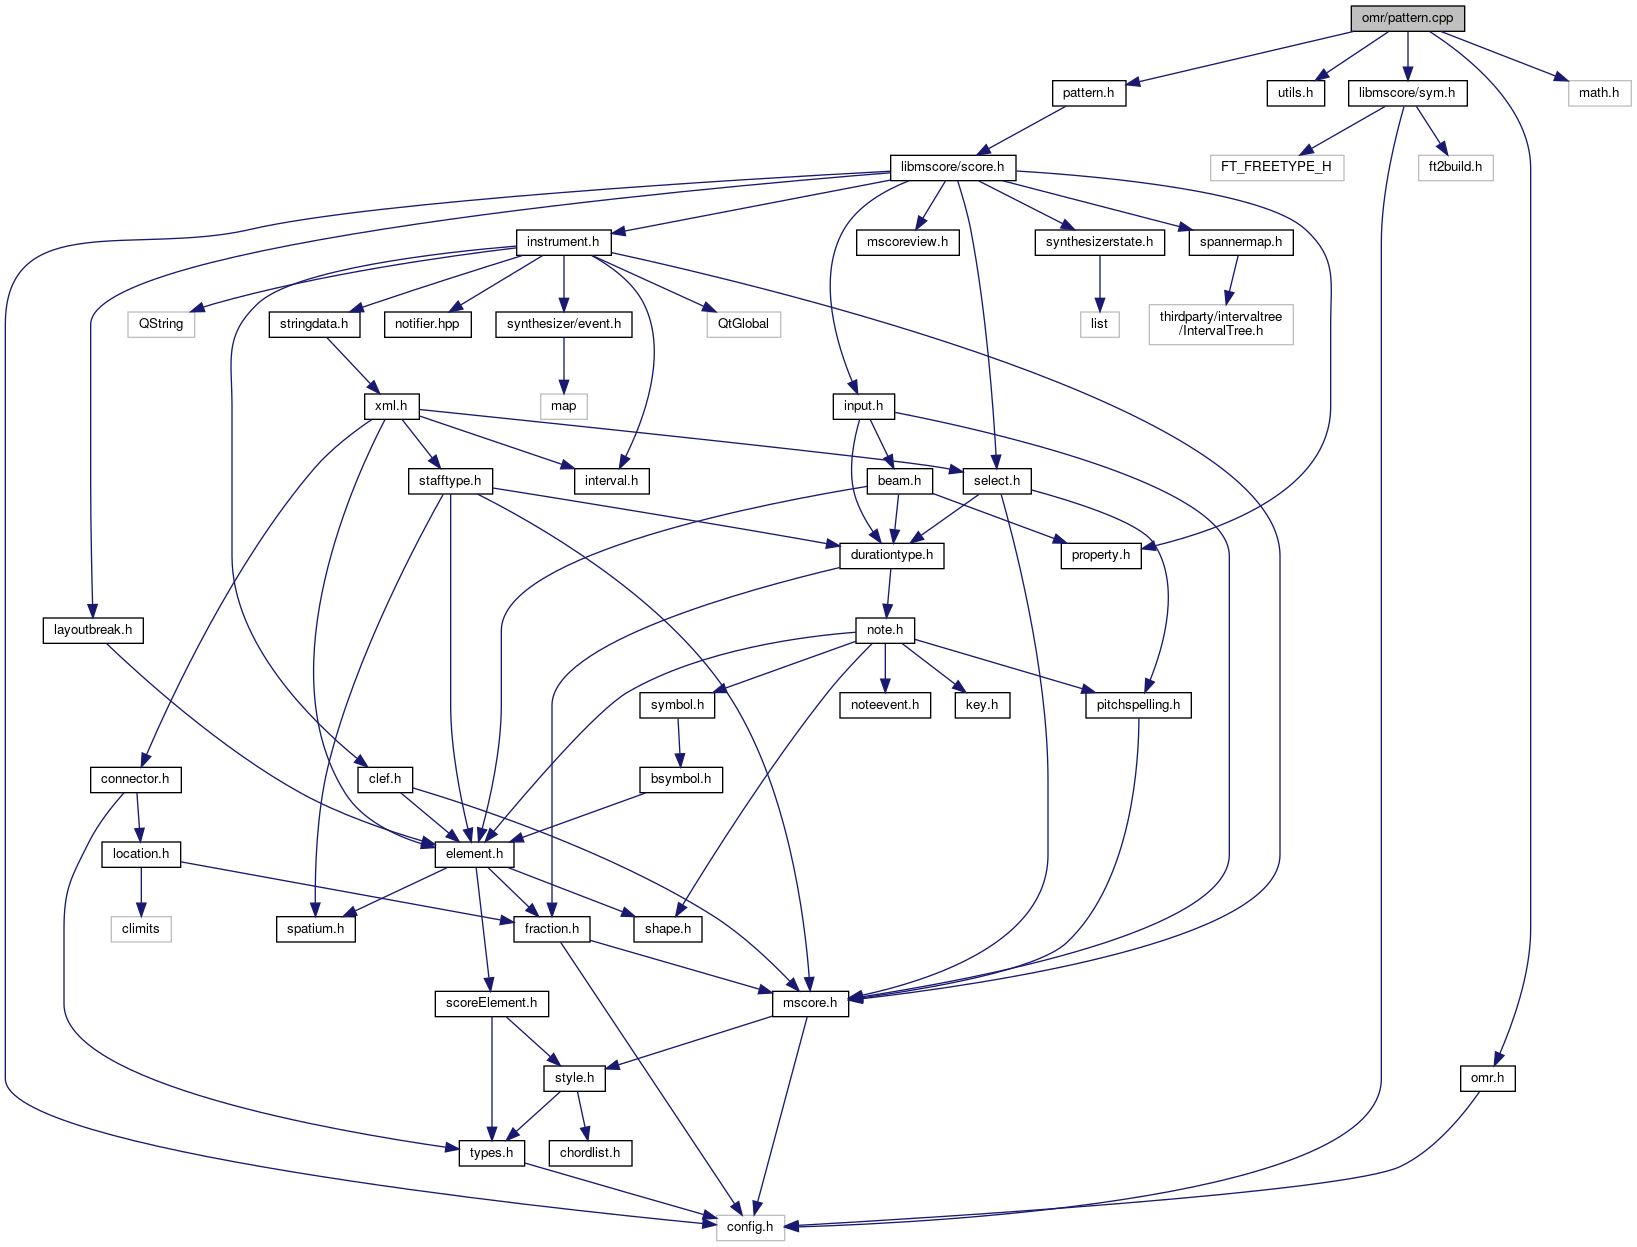 omr/pattern.cpp
pattern.h
utils.h
libmscore/sym.h
math.h
libmscore/score.h
FT_FREETYPE_H
ft2build.h
instrument.h
mscoreview.h
synthesizerstate.h
spannermap.h
QString
stringdata.h
notifier.hpp
synthesizer/event.h
QtGlobal
list
thirdparty/intervaltree
/IntervalTree.h
xml.h
map
input.h
stafftype.h
interval.h
beam.h
select.h
durationtype.h
property.h
layoutbreak.h
note.h
symbol.h
noteevent.h
key.h
pitchspelling.h
connector.h
clef.h
bsymbol.h
location.h
element.h
climits
spatium.h
fraction.h
shape.h
scoreElement.h
mscore.h
style.h
omr.h
types.h
chordlist.h
config.h